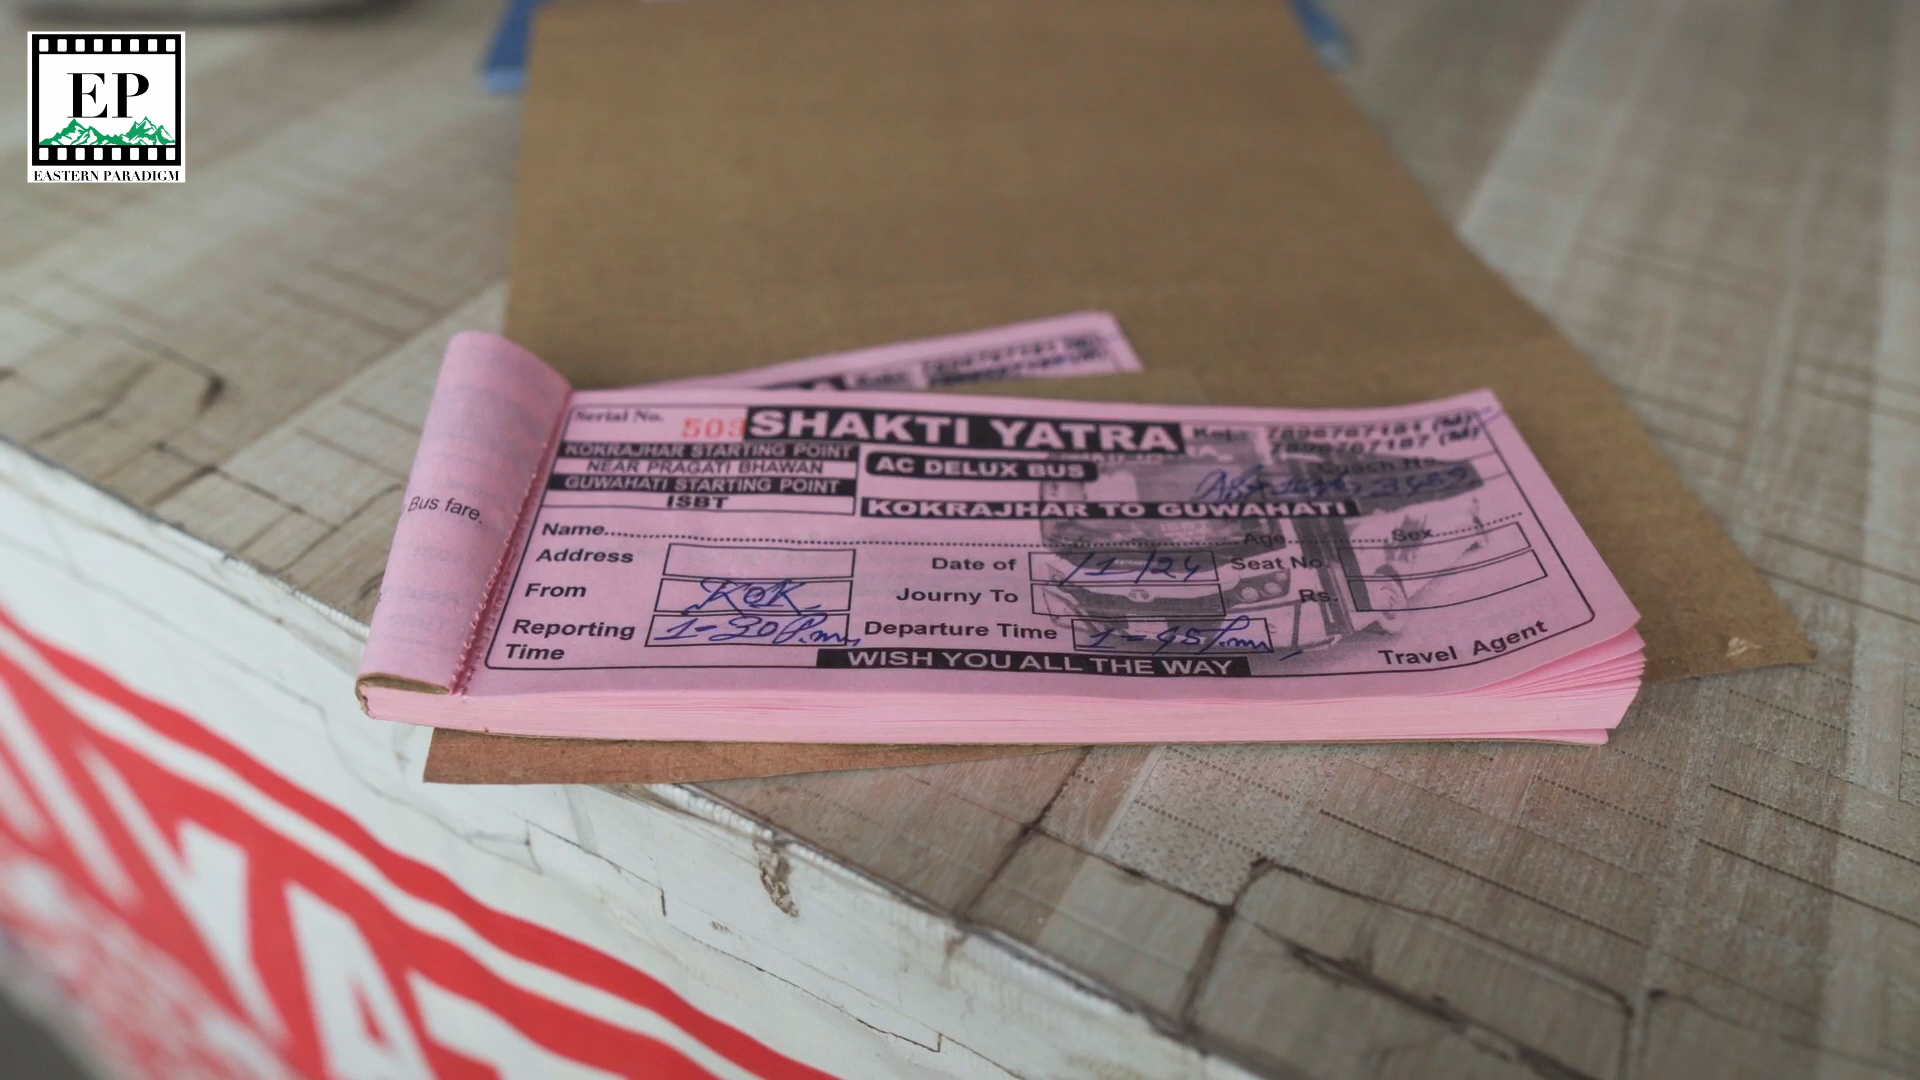 EP
EASTERN PARADIGM
Bus fare.
Serial No. 503
SHAKTI YATRA
KOKRAJHAR STARTING POINT
NEAR PRAGATI BHAWAN
GUWAHATI STARTING POINT
ISBT
AC DELUX BUS
Coach No.
KOKRAJHAR TO GUWAHATI
Name Age Sex
Address Date of /1/24 Seat No.
From KOK Journy To Rs.
Reporting Time 1-30 P.m, Departure Time 1-45 P.m
Travel Agent
WISH YOU ALL THE WAY